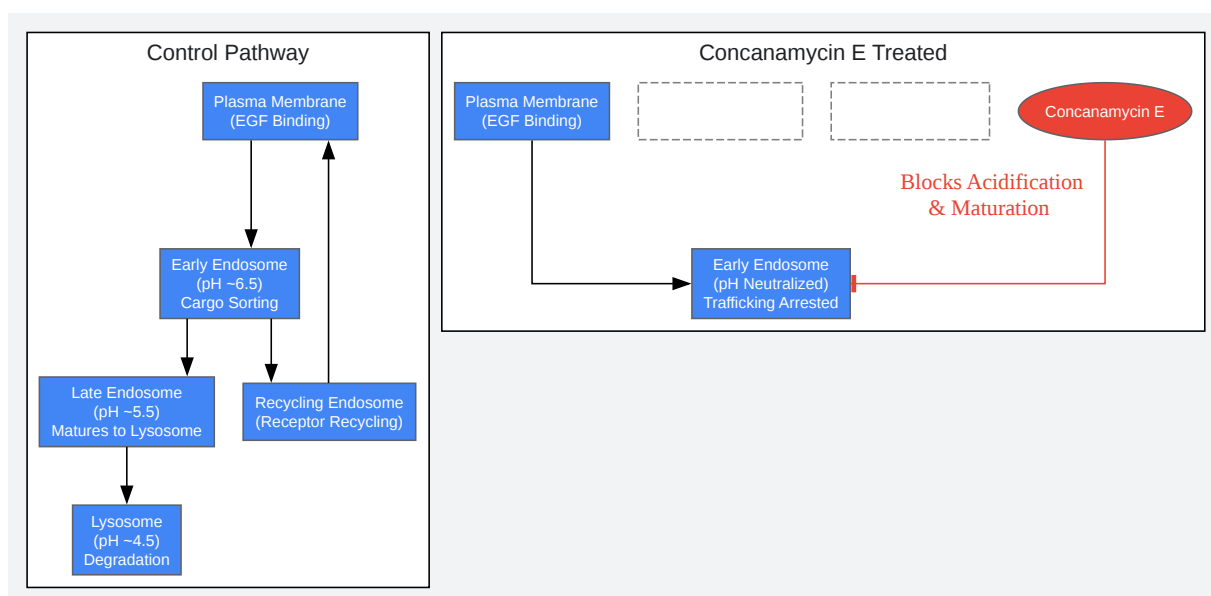 Control Pathway
Plasma Membrane
(EGF Binding)
Early Endosome
(pH ~6.5)
Cargo Sorting
Late Endosome
(pH ~5.5)
Matures to Lysosome
Recycling Endosome
(Receptor Recycling)
Lysosome
(pH ~4.5)
Degradation
Concanamycin E Treated
Plasma Membrane
(EGF Binding)
Concanamycin E
Blocks Acidification
& Maturation
Early Endosome
(pH Neutralized)
Trafficking Arrested